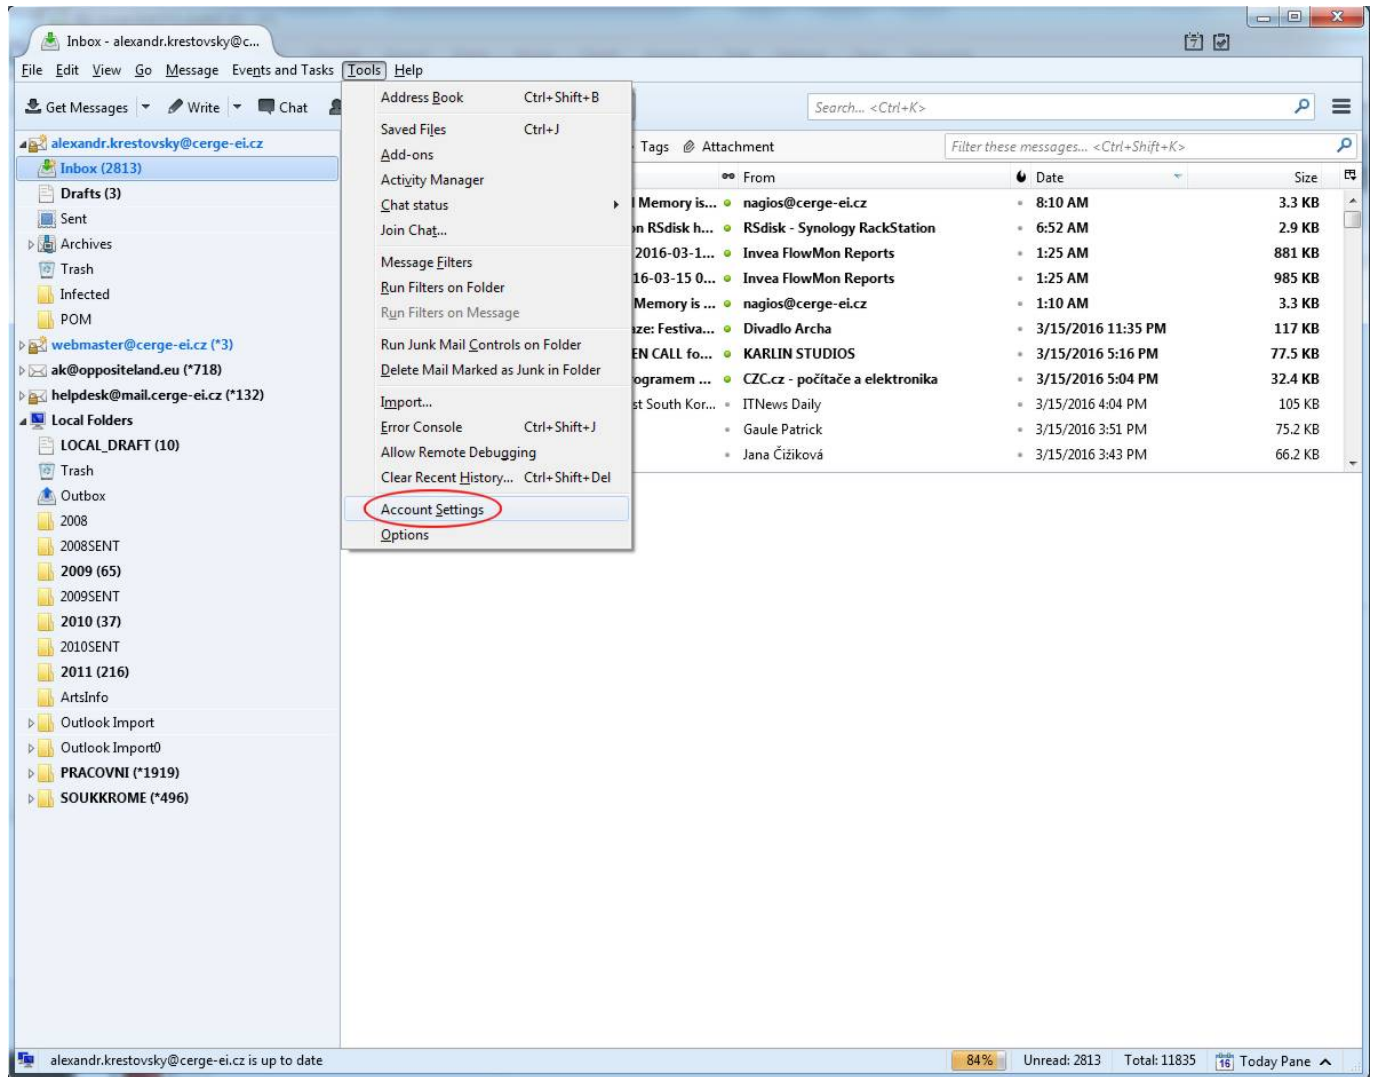 Inbox - alexandr.krestovsky@c...
File Edit View Go Message Events and Tasks Tools Help
Get Messages Write Chat
Search... <Ctrl+K>
Address Book Ctrl+Shift+B
Saved Files Ctrl+J
Add-ons
Activity Manager
Chat status
Join Chat...
Message Filters
Run Filters on Folder
Run Filters on Message
Run Junk Mail Controls on Folder
Delete Mail Marked as Junk in Folder
Import...
Error Console Ctrl+Shift+J
Allow Remote Debugging
Clear Recent History... Ctrl+Shift+Del
Account Settings
Options
alexandr.krestovsky@cerge-ei.cz
Inbox (2813)
Drafts (3)
Sent
Archives
Trash
Infected
POM
webmaster@cerge-ei.cz (*3)
ak@oppositeland.eu (*718)
helpdesk@mail.cerge-ei.cz (*132)
Local Folders
LOCAL_DRAFT (10)
Trash
Outbox
2008
2008SENT
2009 (65)
2009SENT
2010 (37)
2010SENT
2011 (216)
ArtsInfo
Outlook Import
Outlook Import0
PRACOVNI (*1919)
SOUKKROME (*496)
Tags Attachment
Filter these messages... <Ctrl+Shift+K>
From Date Size
Memory is... nagios@cerge-ei.cz 8:10 AM 3.3 KB
RSdisk h... RSdisk - Synology RackStation 6:52 AM 2.9 KB
2016-03-1... Invea FlowMon Reports 1:25 AM 881 KB
16-03-15 0... Invea FlowMon Reports 1:25 AM 985 KB
Memory is ... nagios@cerge-ei.cz 1:10 AM 3.3 KB
aze: Festiva... Divadlo Archa 3/15/2016 11:35 PM 117 KB
EN CALL fo... KARLIN STUDIOS 3/15/2016 5:16 PM 77.5 KB
ogramem ... CZC.cz - počítače a elektronika 3/15/2016 5:04 PM 32.4 KB
st South Kor... ITNews Daily 3/15/2016 4:04 PM 105 KB
Gaule Patrick 3/15/2016 3:51 PM 75.2 KB
Jana Čižiková 3/15/2016 3:43 PM 66.2 KB
alexandr.krestovsky@cerge-ei.cz is up to date
84% Unread: 2813 Total: 11835 16 Today Pane